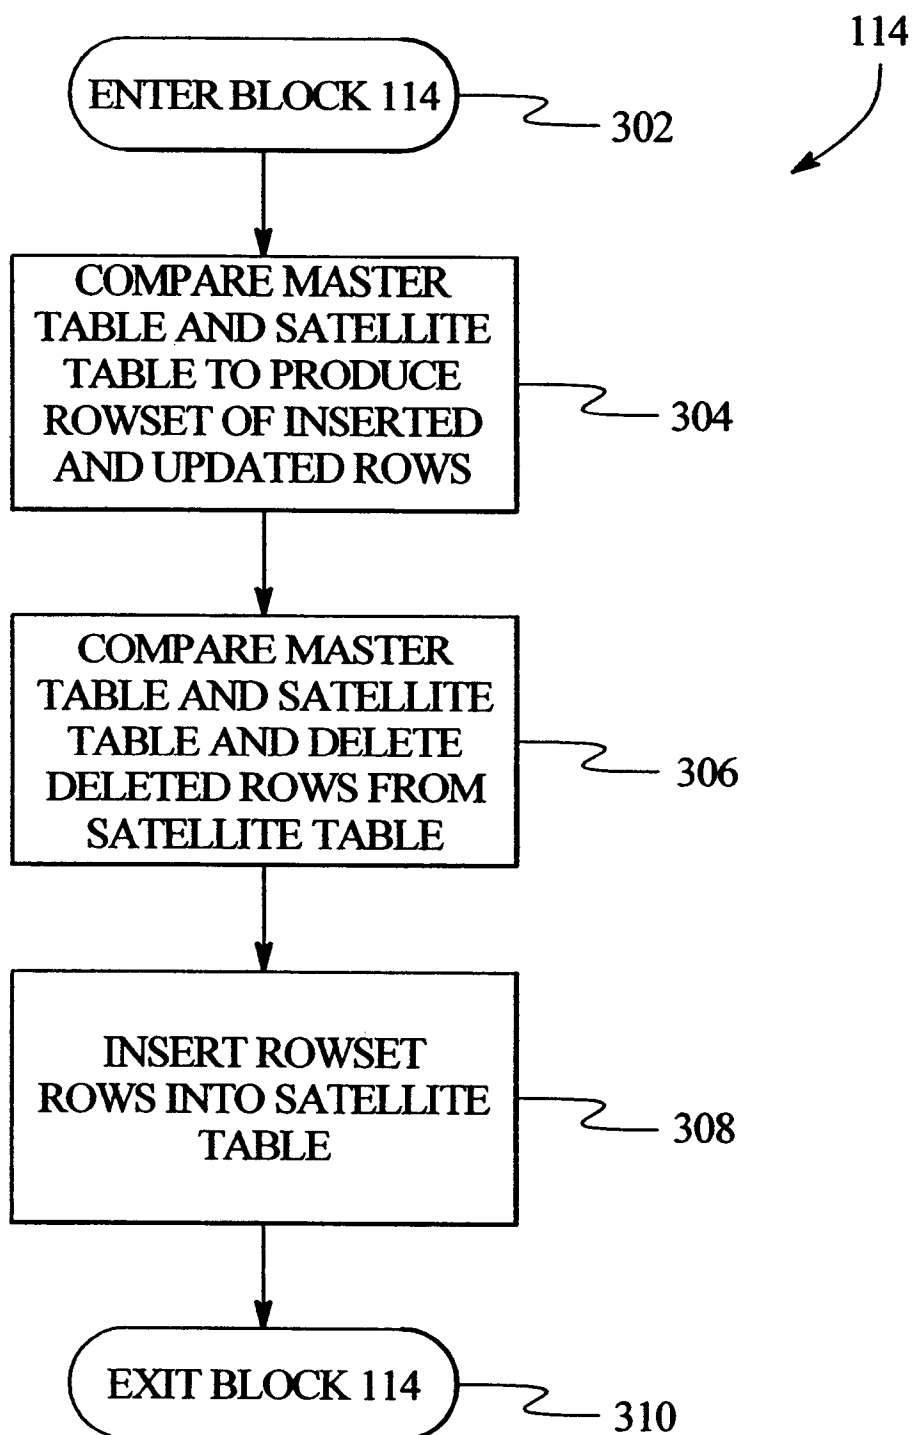 114
ENTER BLOCK 114
302
COMPARE MASTER
TABLE AND SATELLITE
TABLE TO PRODUCE
ROWSET OF INSERTED
AND UPDATED ROWS
304
COMPARE MASTER
TABLE AND SATELLITE
TABLE AND DELETE
DELETED ROWS FROM
SATELLITE TABLE
306
INSERT ROWSET
ROWS INTO SATELLITE
TABLE
308
EXIT BLOCK 114
310